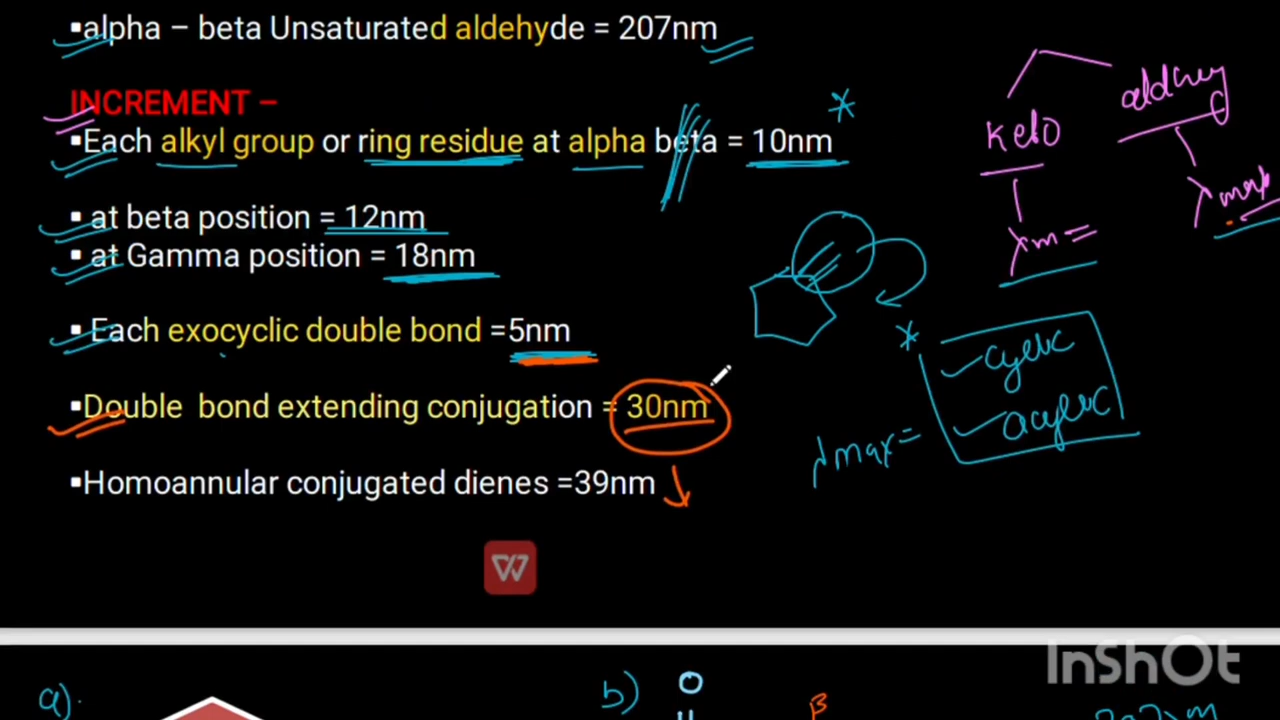 ▪alpha – beta Unsaturated aldehyde = 207nm
INCREMENT –
▪Each alkyl group or ring residue at alpha beta = 10nm *
▪ at beta position = 12nm
▪ at Gamma position = 18nm
▪ Each exocyclic double bond =5nm
▪Double bond extending conjugation = 30nm
▪Homoannular conjugated dienes =39nm
Keto
λm =
λmax
*
cyclic
acyclic
λmax =
W
InShOt
a).
b) O
β